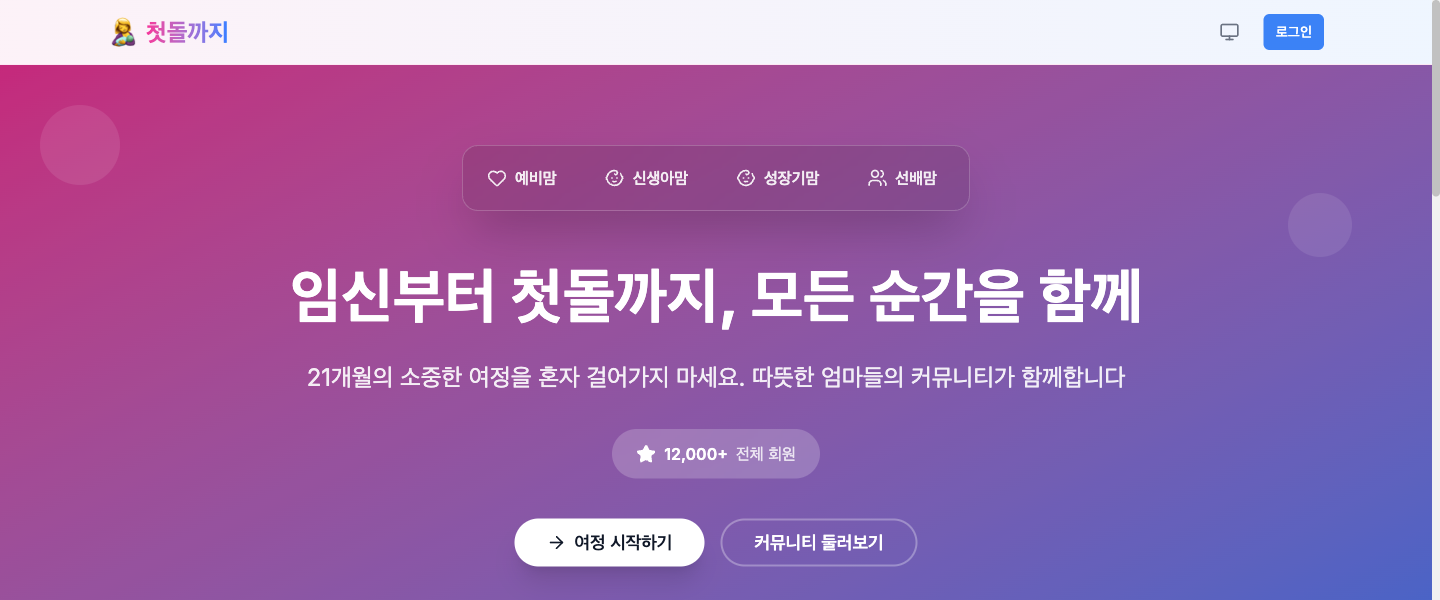 첫돌까지
로그인
예비맘 신생아맘 성장기맘 선배맘
임신부터 첫돌까지, 모든 순간을 함께
21개월의 소중한 여정을 혼자 걸어가지 마세요. 따뜻한 엄마들의 커뮤니티가 함께합니다
12,000+ 전체 회원
여정 시작하기 커뮤니티 둘러보기